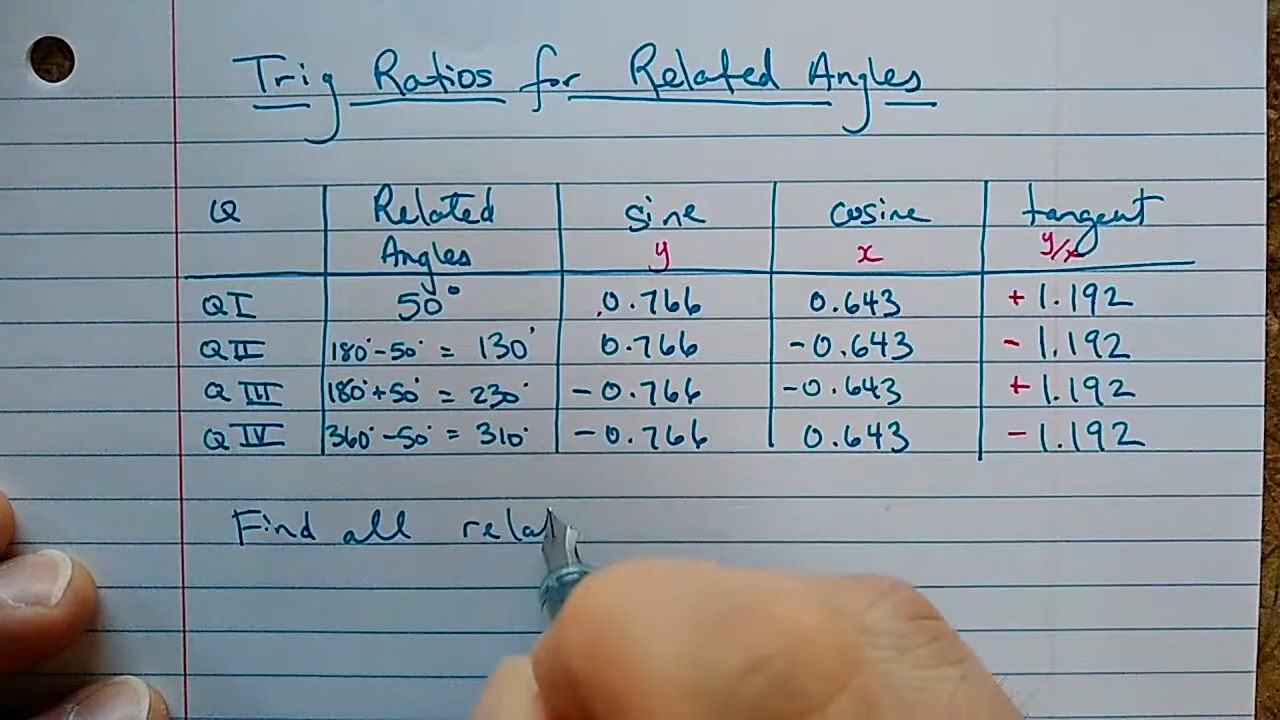 Trig Ratios for Related Angles
Q Related Angles sine y cosine x tangent y/x
QI 50° 0.766 0.643 +1.192
QII 180°-50° = 130° 0.766 -0.643 -1.192
QIII 180°+50° = 230° -0.766 -0.643 +1.192
QIV 360°-50° = 310° -0.766 0.643 -1.192
Find all relat